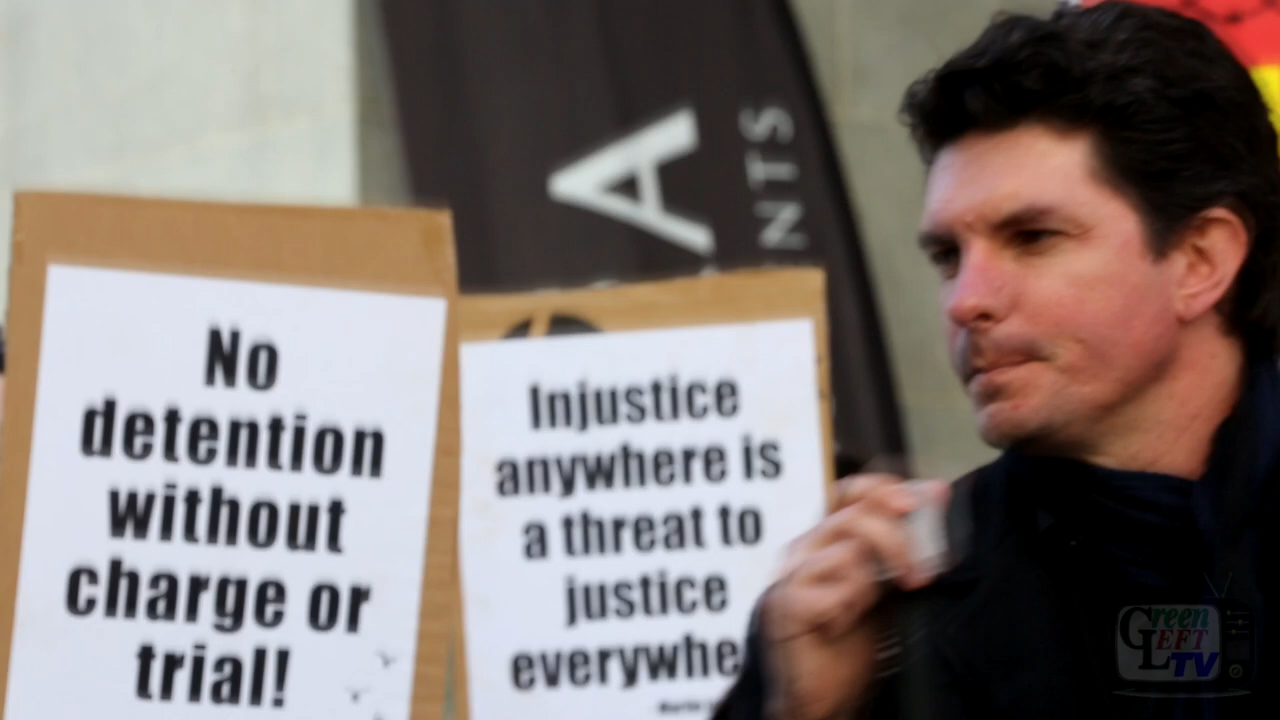 No
detention
without
charge or
trial!
Injustice
anywhere is
a threat to
justice
everywhe
A
NTS
Green
LEFT
TV